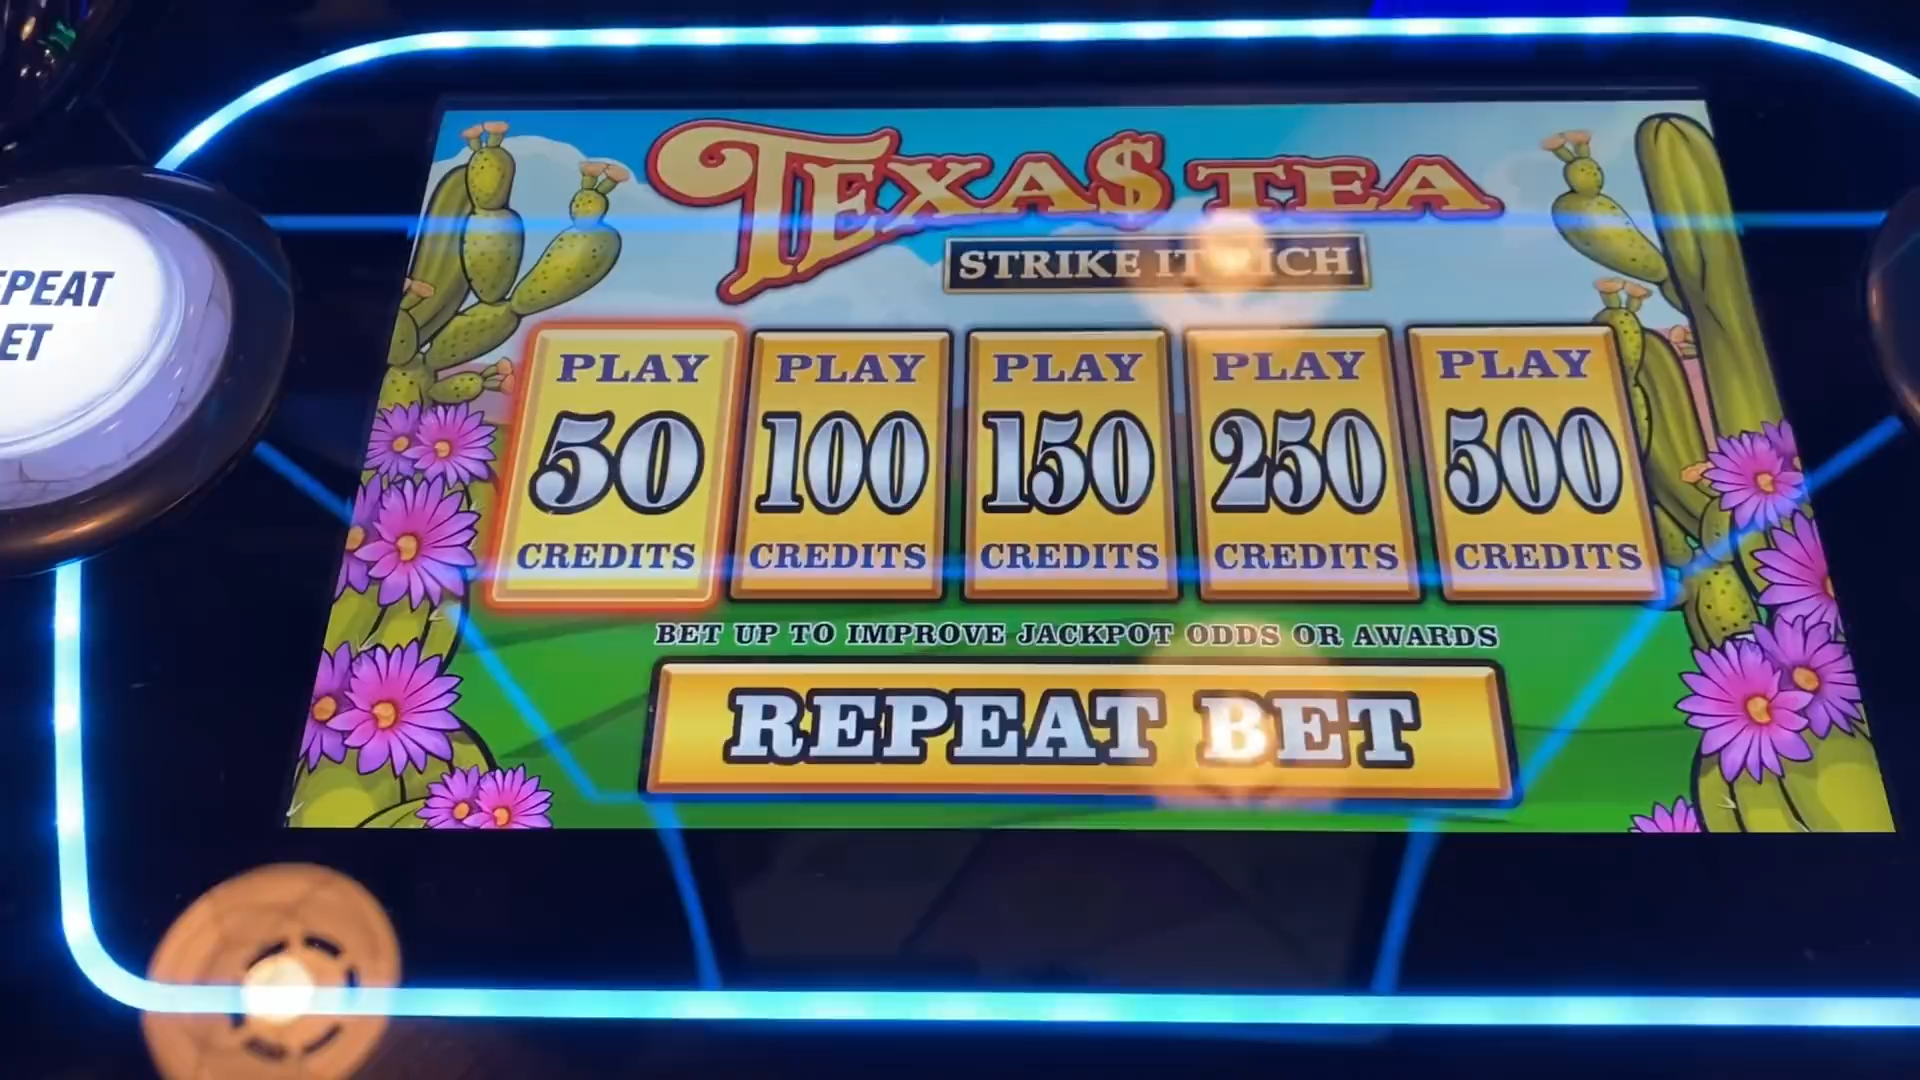 TEXA$ TEA
STRIKE IT RICH
PLAY 50 CREDITS
PLAY 100 CREDITS
PLAY 150 CREDITS
PLAY 250 CREDITS
PLAY 500 CREDITS
BET UP TO IMPROVE JACKPOT ODDS OR AWARDS
REPEAT BET
EPEAT
ET